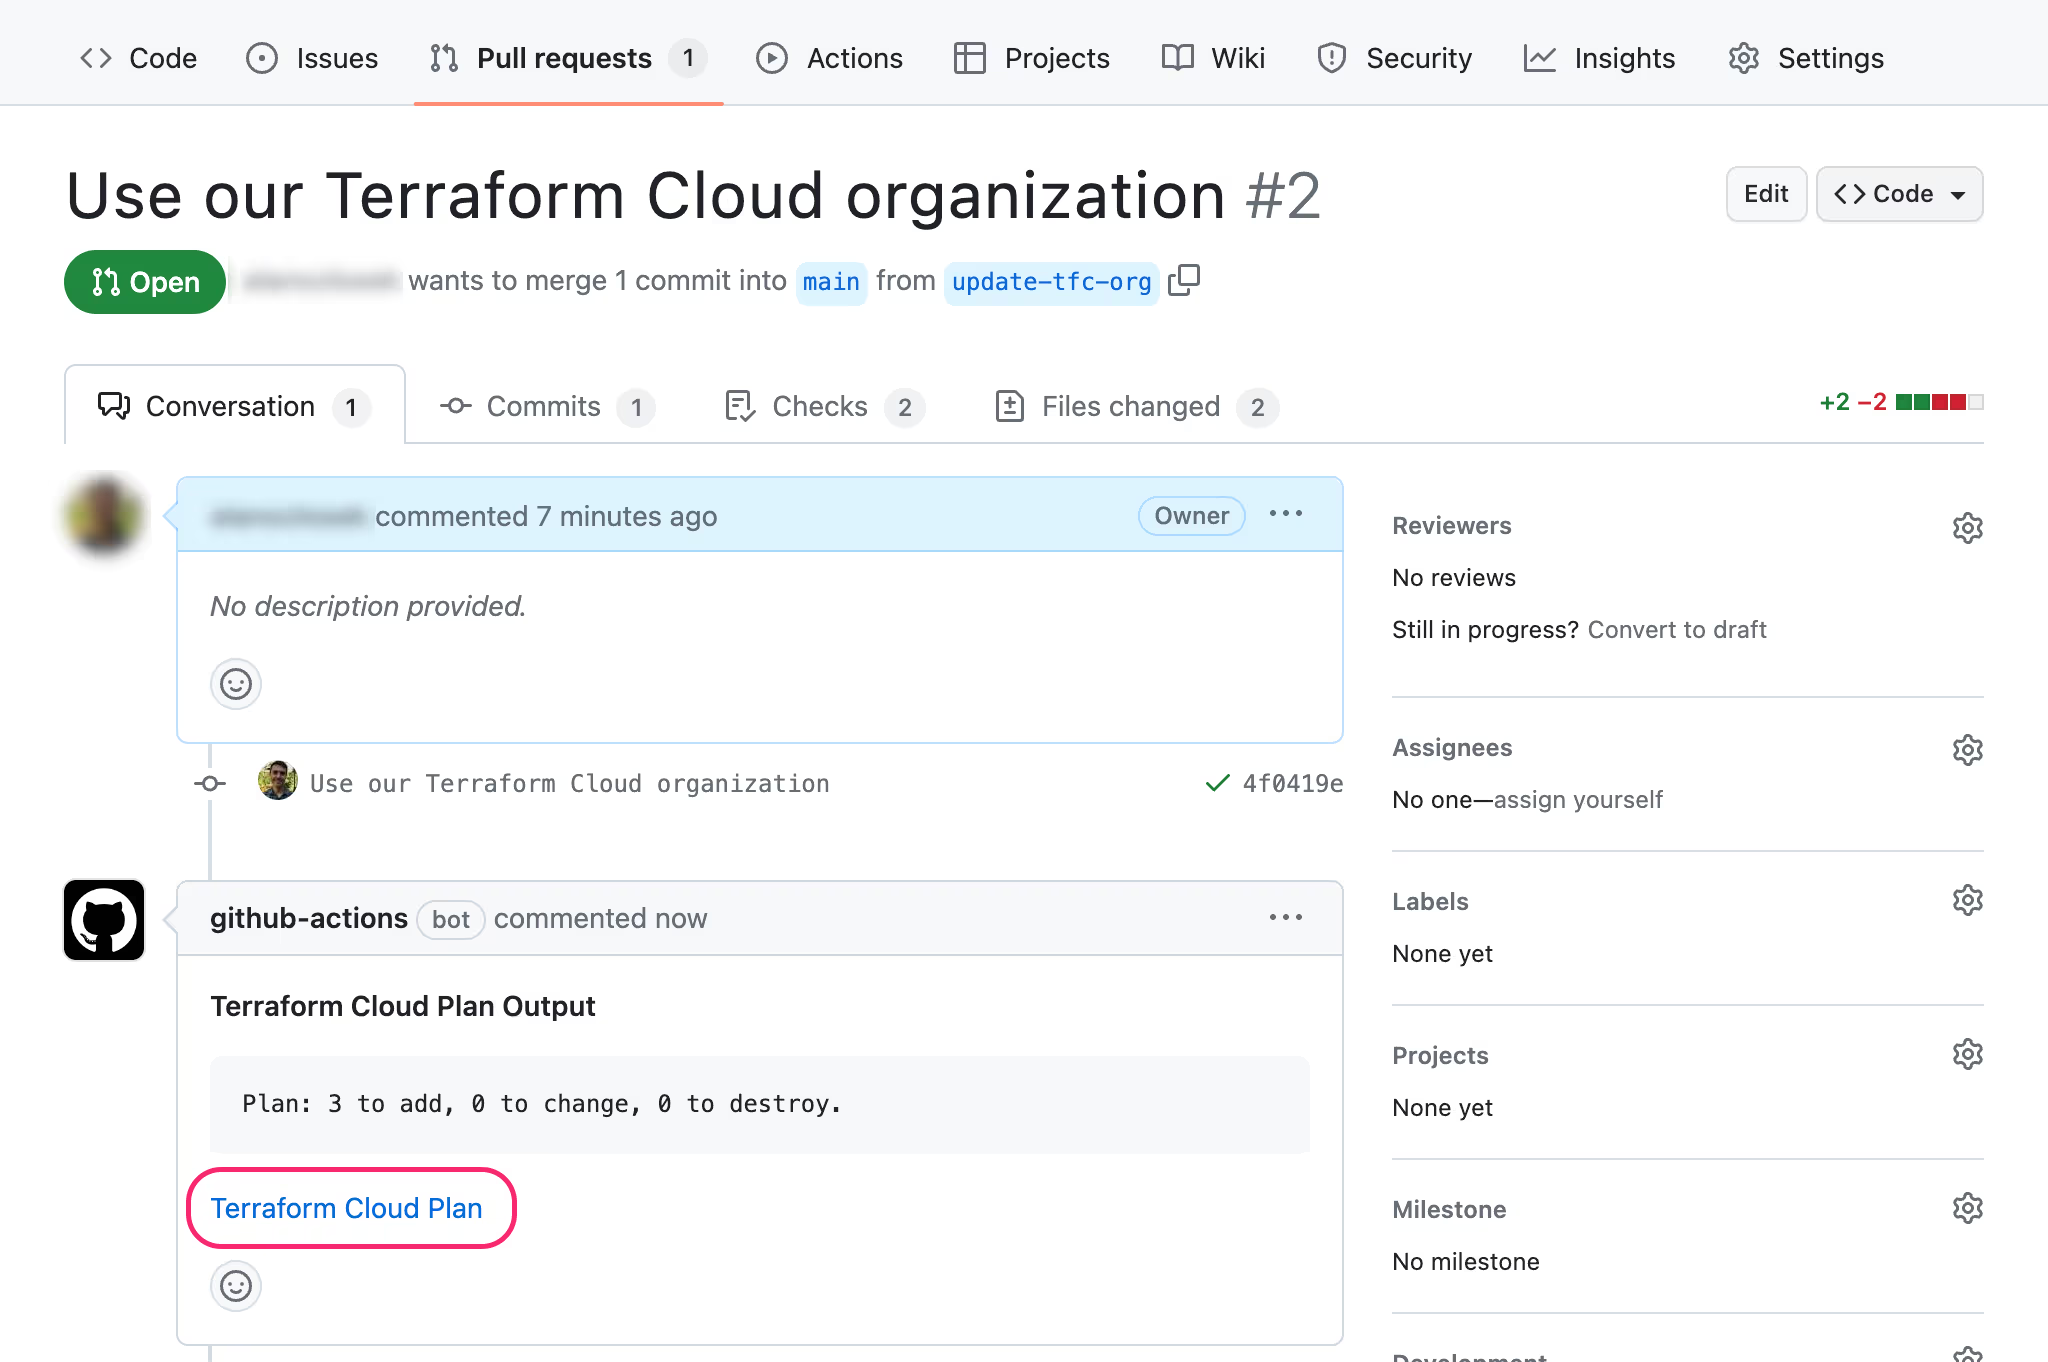 Code Issues Pull requests 1 Actions Projects Wiki Security Insights Settings
Use our Terraform Cloud organization #2
Edit Code
Open wants to merge 1 commit into main from update-tfc-org
Conversation 1 Commits 1 Checks 2 Files changed 2 +2 −2
commented 7 minutes ago Owner
No description provided.
Use our Terraform Cloud organization 4f0419e
github-actions bot commented now
Terraform Cloud Plan Output
Plan: 3 to add, 0 to change, 0 to destroy.
Terraform Cloud Plan
Reviewers
No reviews
Still in progress? Convert to draft
Assignees
No one—assign yourself
Labels
None yet
Projects
None yet
Milestone
No milestone
Development